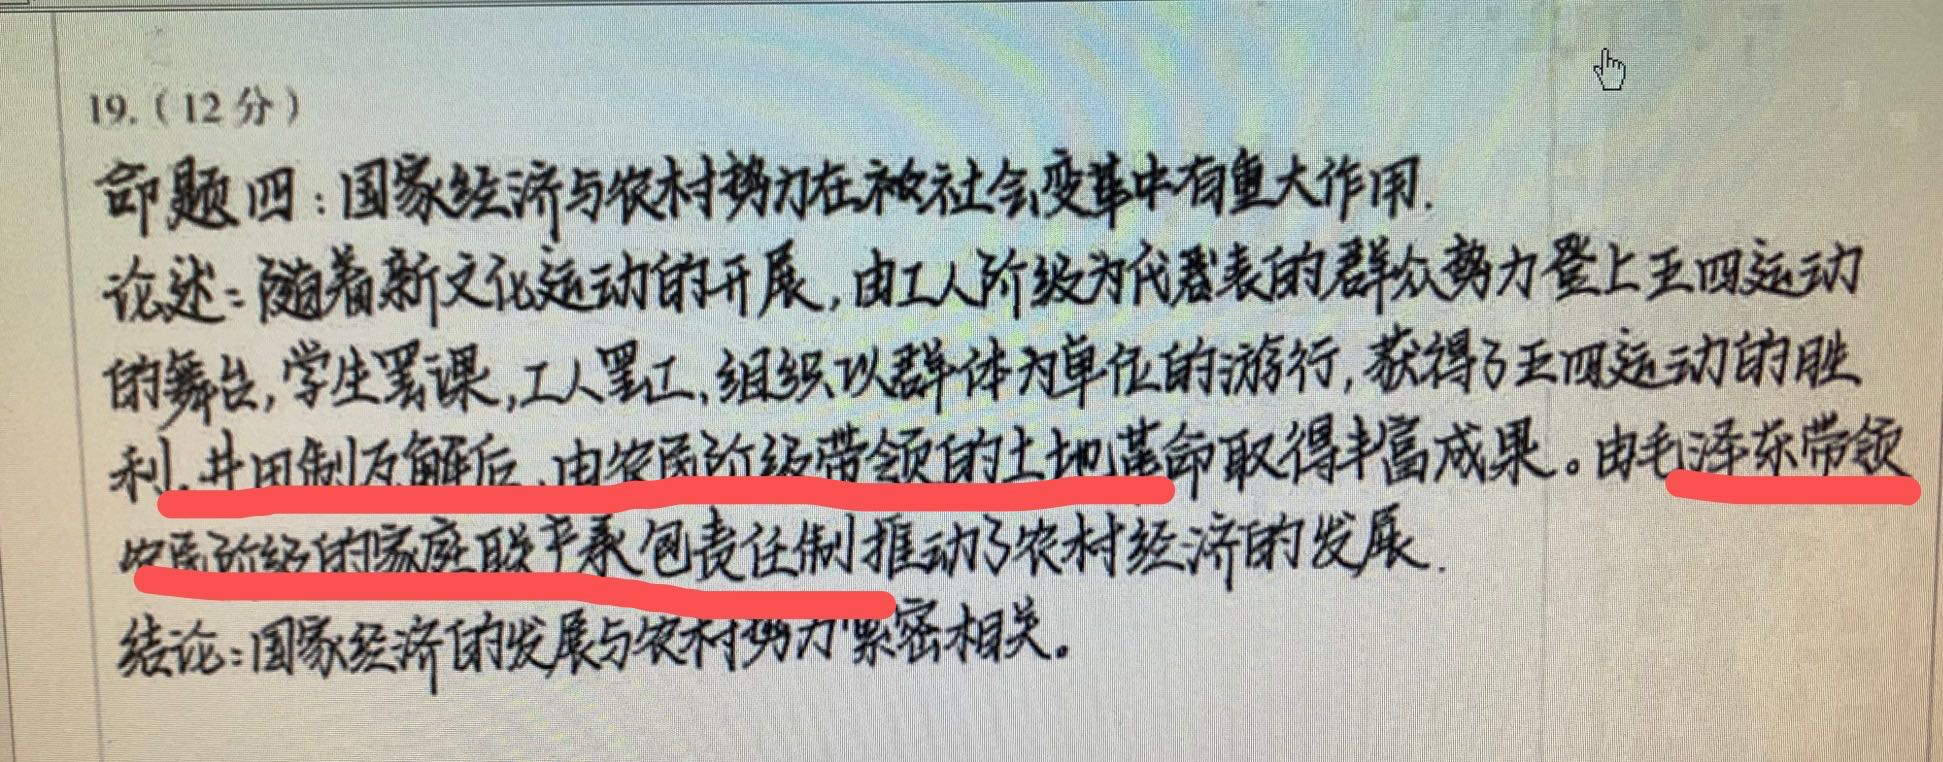 19.(12分)
命题四:国家经济与农村势力在社会变革中有重大作用.
论述:随着新文化运动的开展,由工人阶级为代表的群众势力登上五四运动
的舞台,学生罢课,工人罢工,组织以群体为单位的游行,获得了五四运动的胜
利.井田制瓦解后,由农民阶级带领的土地革命取得丰富成果。由毛泽东带领
农民阶级的家庭联产承包责任制推动了农村经济的发展.
结论:国家经济的发展与农村势力紧密相关。